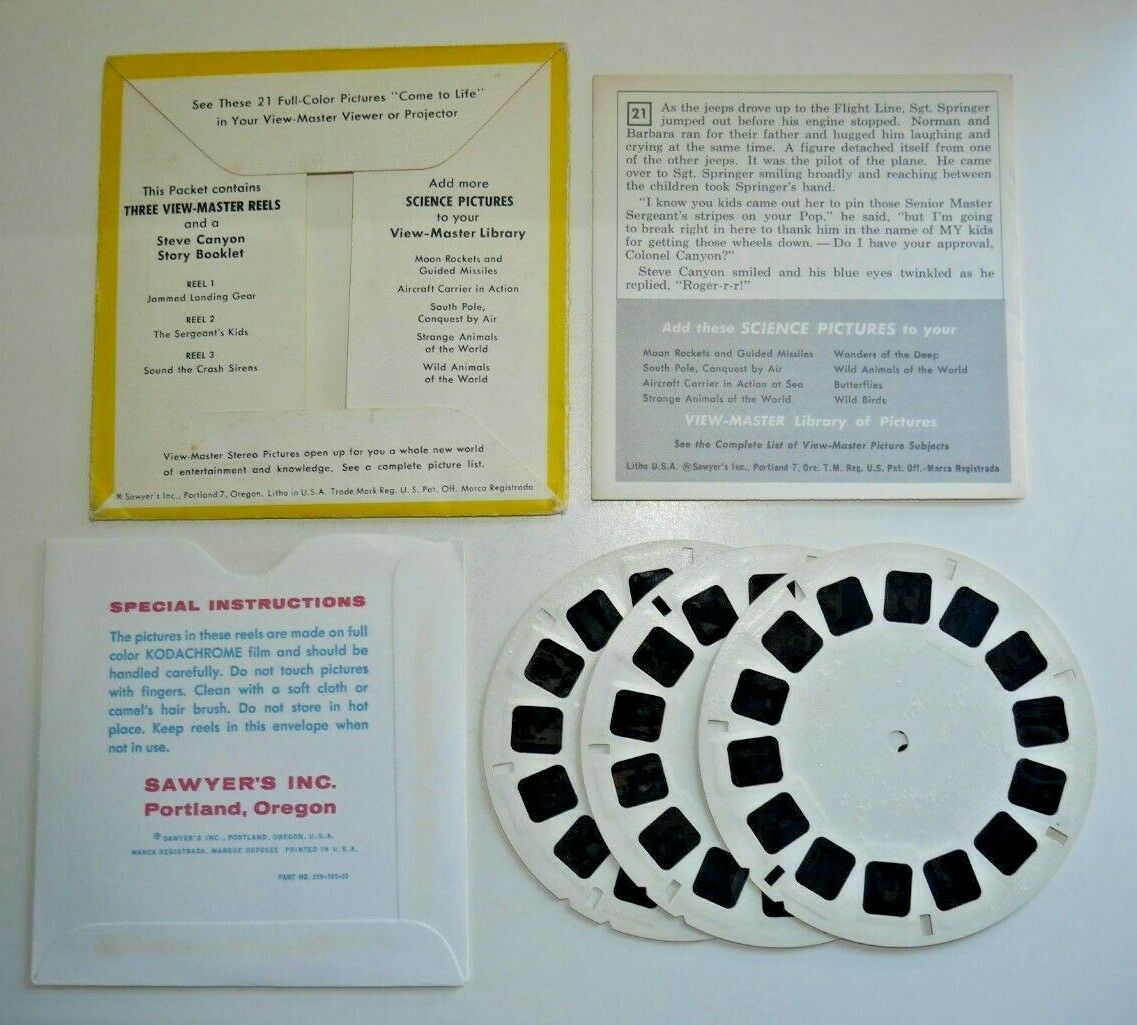 See These 21 Full-Color Pictures "Come to Life"
in Your View-Master Viewer or Projector
This Packet contains
THREE VIEW-MASTER REELS
and a
Steve Canyon
Story Booklet
REEL 1
Jammed Landing Gear
REEL 2
The Sergeant's Kids
REEL 3
Sound the Crash Sirens
Add more
SCIENCE PICTURES
to your
View-Master Library
Moon Rockets and
Guided Missiles
Aircraft Carrier in Action
South Pole,
Conquest by Air
Strange Animals
of the World
Wild Animals
of the World
View-Master Stereo Pictures open up for you a whole new world
of entertainment and knowledge. See a complete picture list.
® Sawyer's Inc., Portland 7, Oregon. Litho in U.S.A. Trade Mark Reg. U. S. Pat. Off. Marca Registrada
21 As the jeeps drove up to the Flight Line, Sgt. Springer
jumped out before his engine stopped. Norman and
Barbara ran for their father and hugged him laughing and
crying at the same time. A figure detached itself from one
of the other jeeps. It was the pilot of the plane. He came
over to Sgt. Springer smiling broadly and reaching between
the children took Springer's hand.
"I know you kids came out her to pin those Senior Master
Sergeant's stripes on your Pop," he said, "but I'm going
to break right in here to thank him in the name of MY kids
for getting those wheels down. — Do I have your approval,
Colonel Canyon?"
Steve Canyon smiled and his blue eyes twinkled as he
replied, "Roger-r-r!"
Add these SCIENCE PICTURES to your
Moon Rockets and Guided Missiles
South Pole, Conquest by Air
Aircraft Carrier in Action at Sea
Strange Animals of the World
Wonders of the Deep
Wild Animals of the World
Butterflies
Wild Birds
VIEW-MASTER Library of Pictures
See the Complete List of View-Master Picture Subjects
Litho U.S.A. ® Sawyer's Inc., Portland 7, Ore. T.M. Reg. U.S. Pat. Off.-Marca Registrada
SPECIAL INSTRUCTIONS
The pictures in these reels are made on full
color KODACHROME film and should be
handled carefully. Do not touch pictures
with fingers. Clean with a soft cloth or
camel's hair brush. Do not store in hot
place. Keep reels in this envelope when
not in use.
SAWYER'S INC.
Portland, Oregon
® SAWYER'S INC., PORTLAND, OREGON, U.S.A.
MARCA REGISTRADA, MARQUE DEPOSEE PRINTED IN U.S.A.
PART NO.